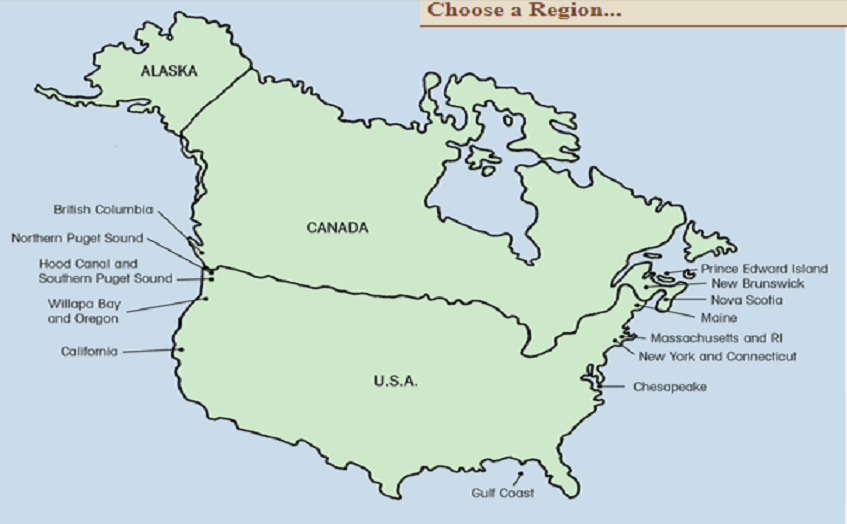 Choose a Region...
ALASKA
CANADA
British Columbia
Northern Puget Sound
Hood Canal and
Southern Puget Sound
Willapa Bay
and Oregon
California
U.S.A.
Prince Edward Island
New Brunswick
Nova Scotia
Maine
Massachusetts and RI
New York and Connecticut
Chesapeake
Gulf Coast